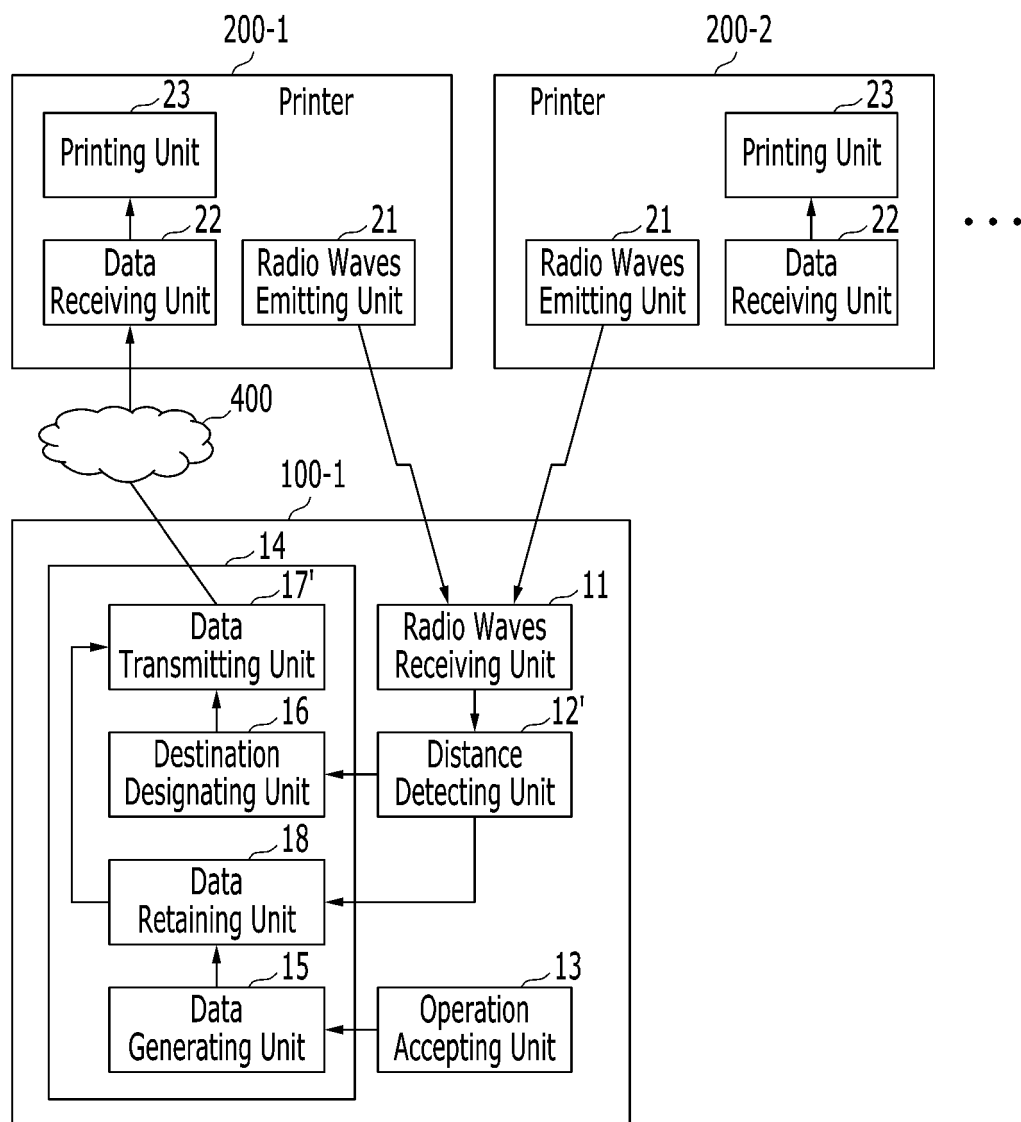 200-1
200-2
Printer
23
Printing Unit
22
Data
Receiving Unit
21
Radio Waves
Emitting Unit
Printer
23
Printing Unit
21
Radio Waves
Emitting Unit
22
Data
Receiving Unit
• • •
400
100-1
14
17'
Data
Transmitting Unit
11
Radio Waves
Receiving Unit
16
Destination
Designating Unit
12'
Distance
Detecting Unit
18
Data
Retaining Unit
15
Data
Generating Unit
13
Operation
Accepting Unit